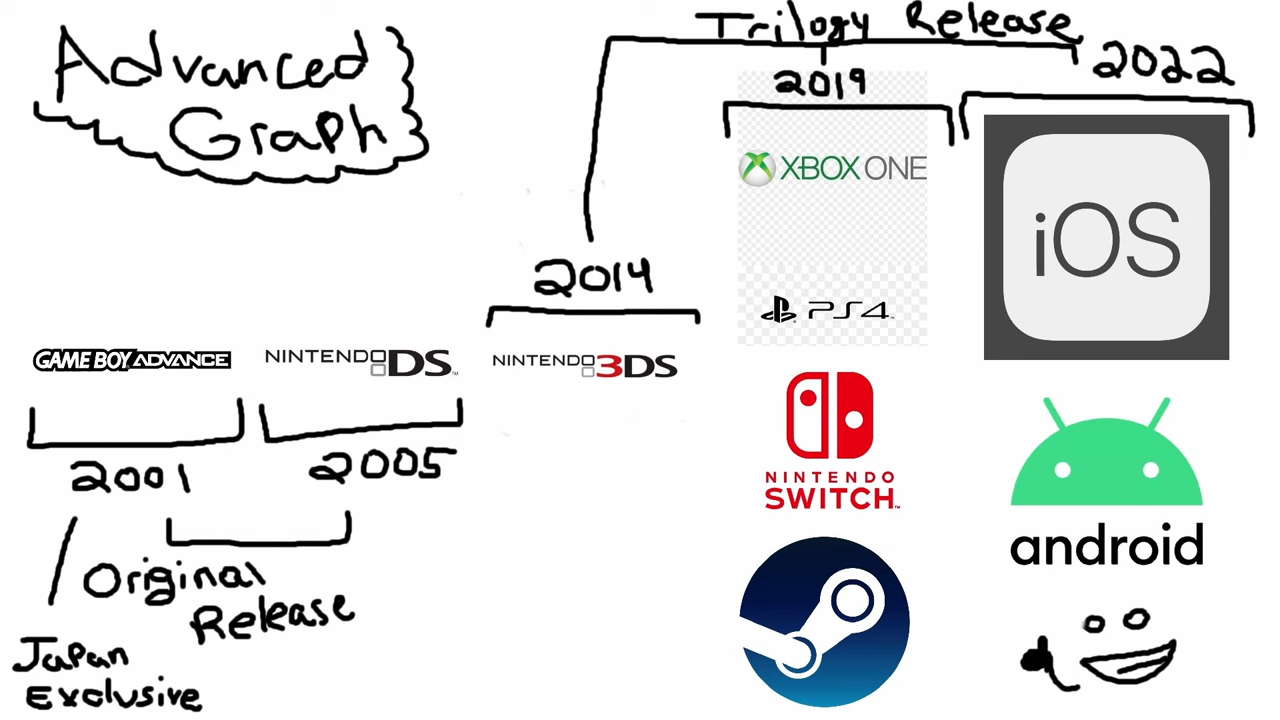 Advanced
Graph
Trilogy Release
2019
2022
XBOX ONE
iOS
2014
PS4
GAME BOY ADVANCE
NINTENDO DS
NINTENDO 3DS
NINTENDO
SWITCH
2001
2005
android
Original
Release
Japan
Exclusive